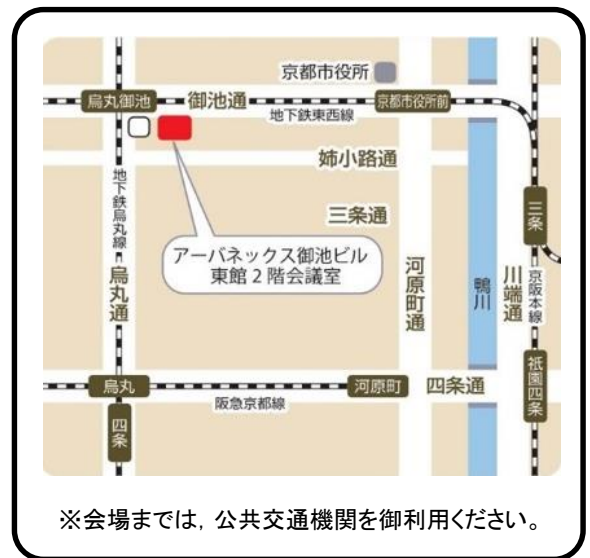 京都市役所
烏丸御池
御池通
京都市役所前
地下鉄東西線
姉小路通
三条通
三条
地下鉄烏丸線
烏丸通
アーバネックス御池ビル
東館2階会議室
河原町通
鴨川
川端通
京阪本線
祇園四条
烏丸
河原町
四条通
阪急京都線
四条
※会場までは，公共交通機関を御利用ください。